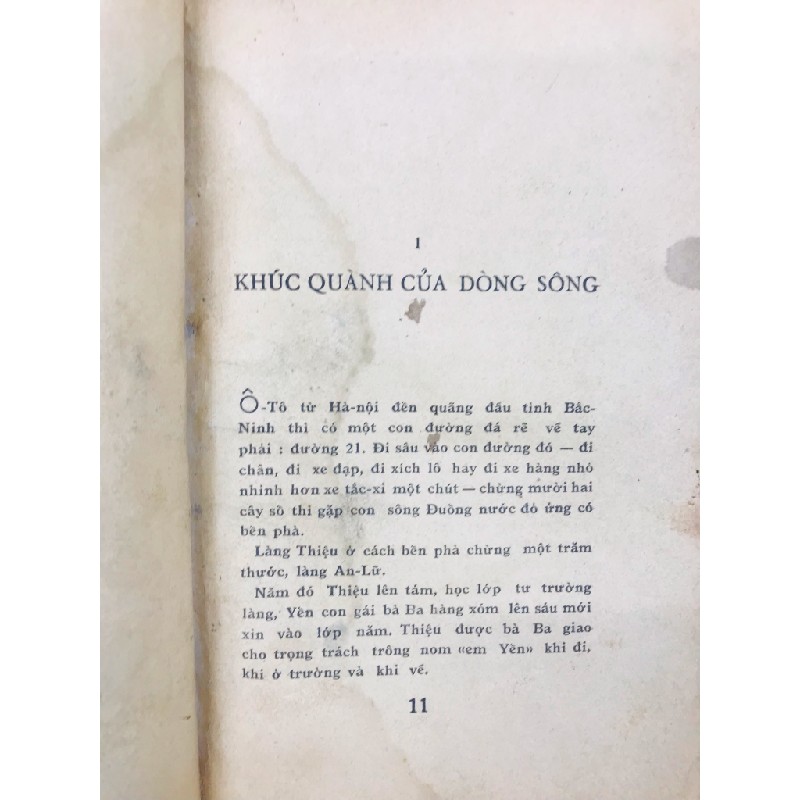 I
KHÚC QUÀNH CỦA DÒNG SÔNG
Ô-Tô từ Hà-nội đến quãng đầu tỉnh Bắc-
Ninh thì có một con đường đá rẽ về tay
phải : đường 21. Đi sâu vào con đường đó — đi
chân, đi xe đạp, đi xích lô hay đi xe hàng nhỏ
nhinh hơn xe tắc-xi một chút — chừng mười hai
cây số thì gặp con sông Đuống nước đỏ ửng có
bến phà.
Làng Thiệu ở cách bến phà chừng một trăm
thước, làng An-Lữ.
Năm đó Thiệu lên tám, học lớp tư trường
làng, Yến con gái bà Ba hàng xóm lên sáu mới
xin vào lớp năm. Thiệu được bà Ba giao
cho trọng trách trông nom «em Yến» khi đi,
khi ở trường và khi về.
11